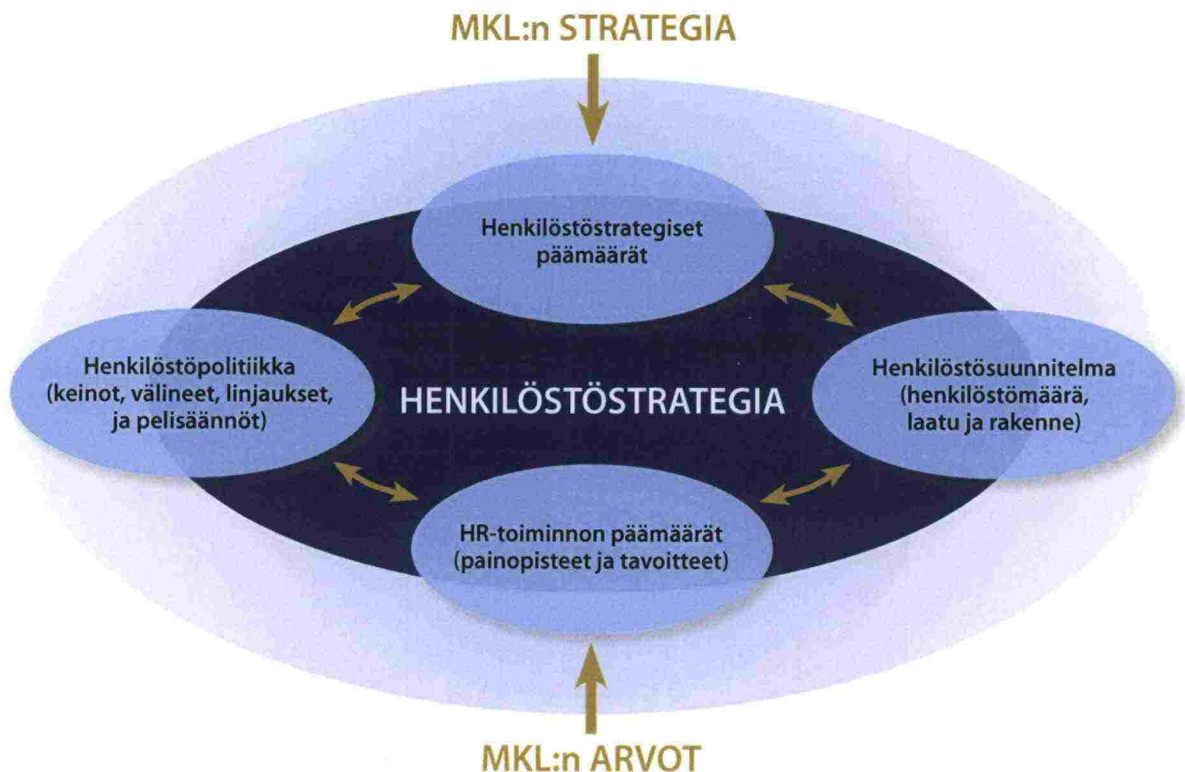 MKL:n STRATEGIA
Henkilöstöstrategiset
päämäärät
Henkilöstöpolitiikka
(keinot, välineet, linjaukset,
ja pelisäännöt)
HENKILÖSTÖSTRATEGIA
Henkilöstösuunnitelma
(henkilöstömäärä,
laatu ja rakenne)
HR-toiminnon päämäärät
(painopisteet ja tavoitteet)
MKL:n ARVOT